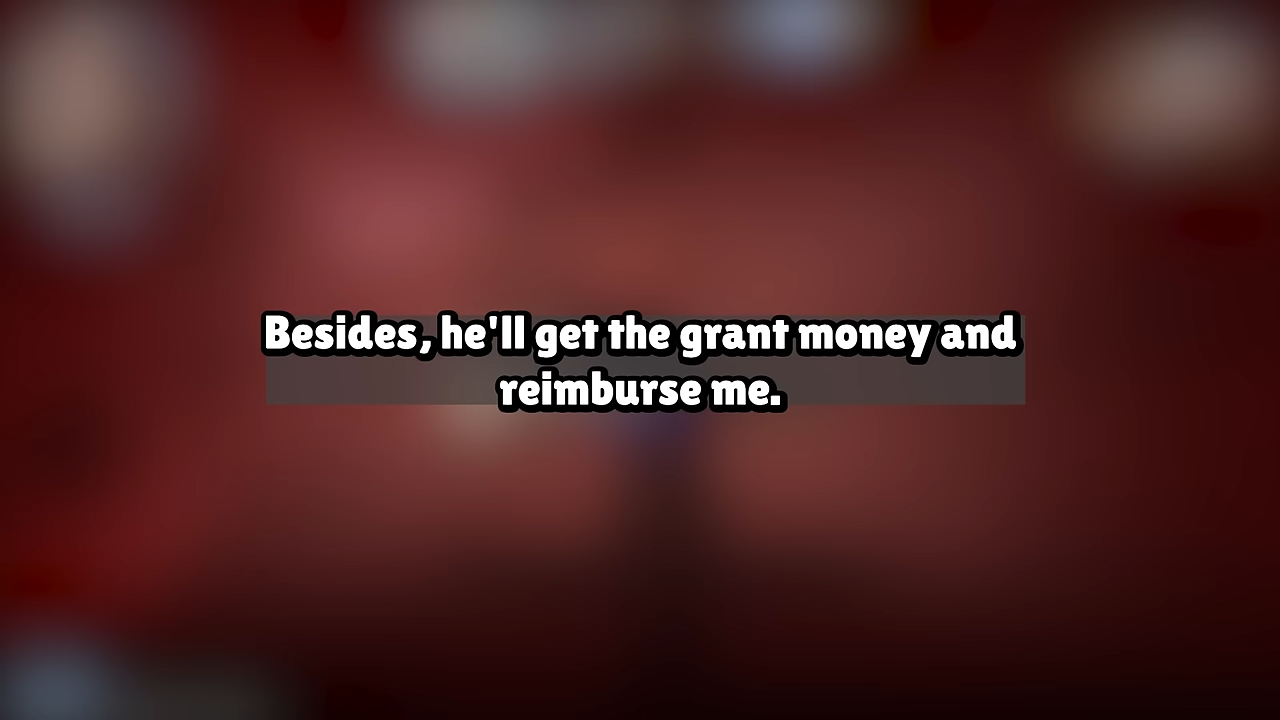 Besides, he'll get the grant money and
reimburse me.